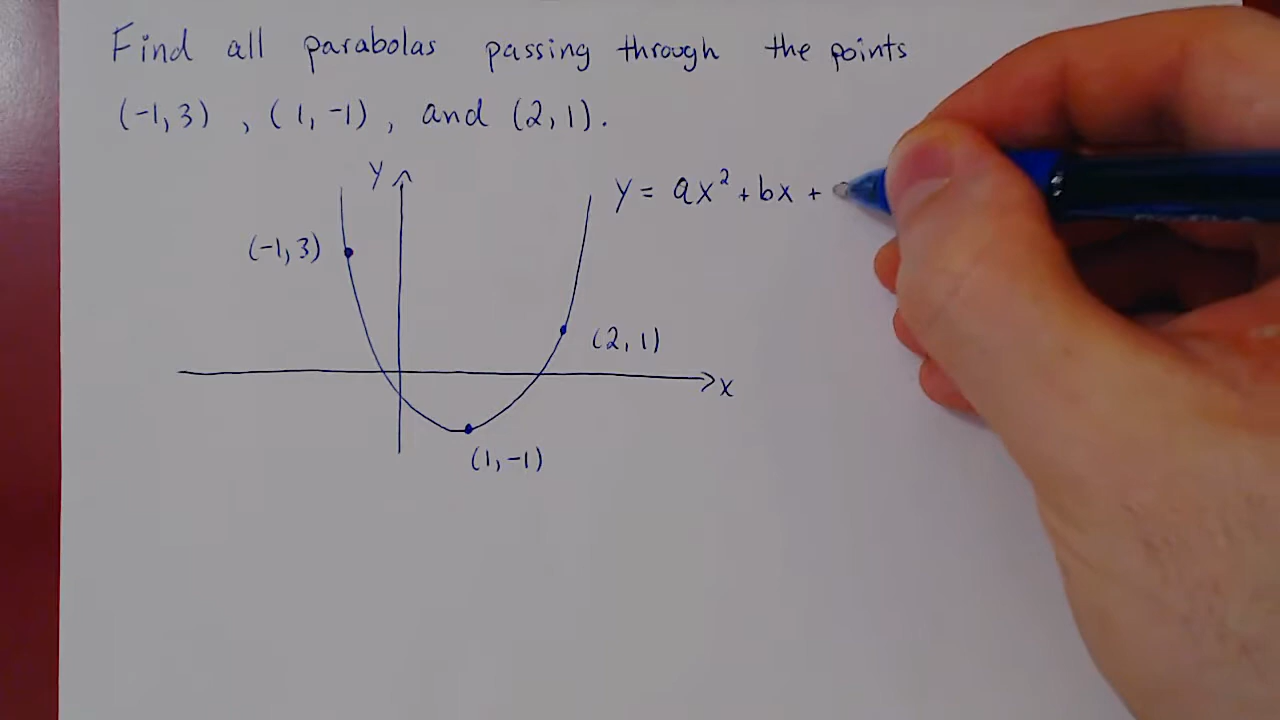 Find all parabolas passing through the points
(-1, 3) , (1, -1) , and (2, 1).
y
y = ax² + bx +
(-1, 3)
(2, 1)
x
(1, -1)